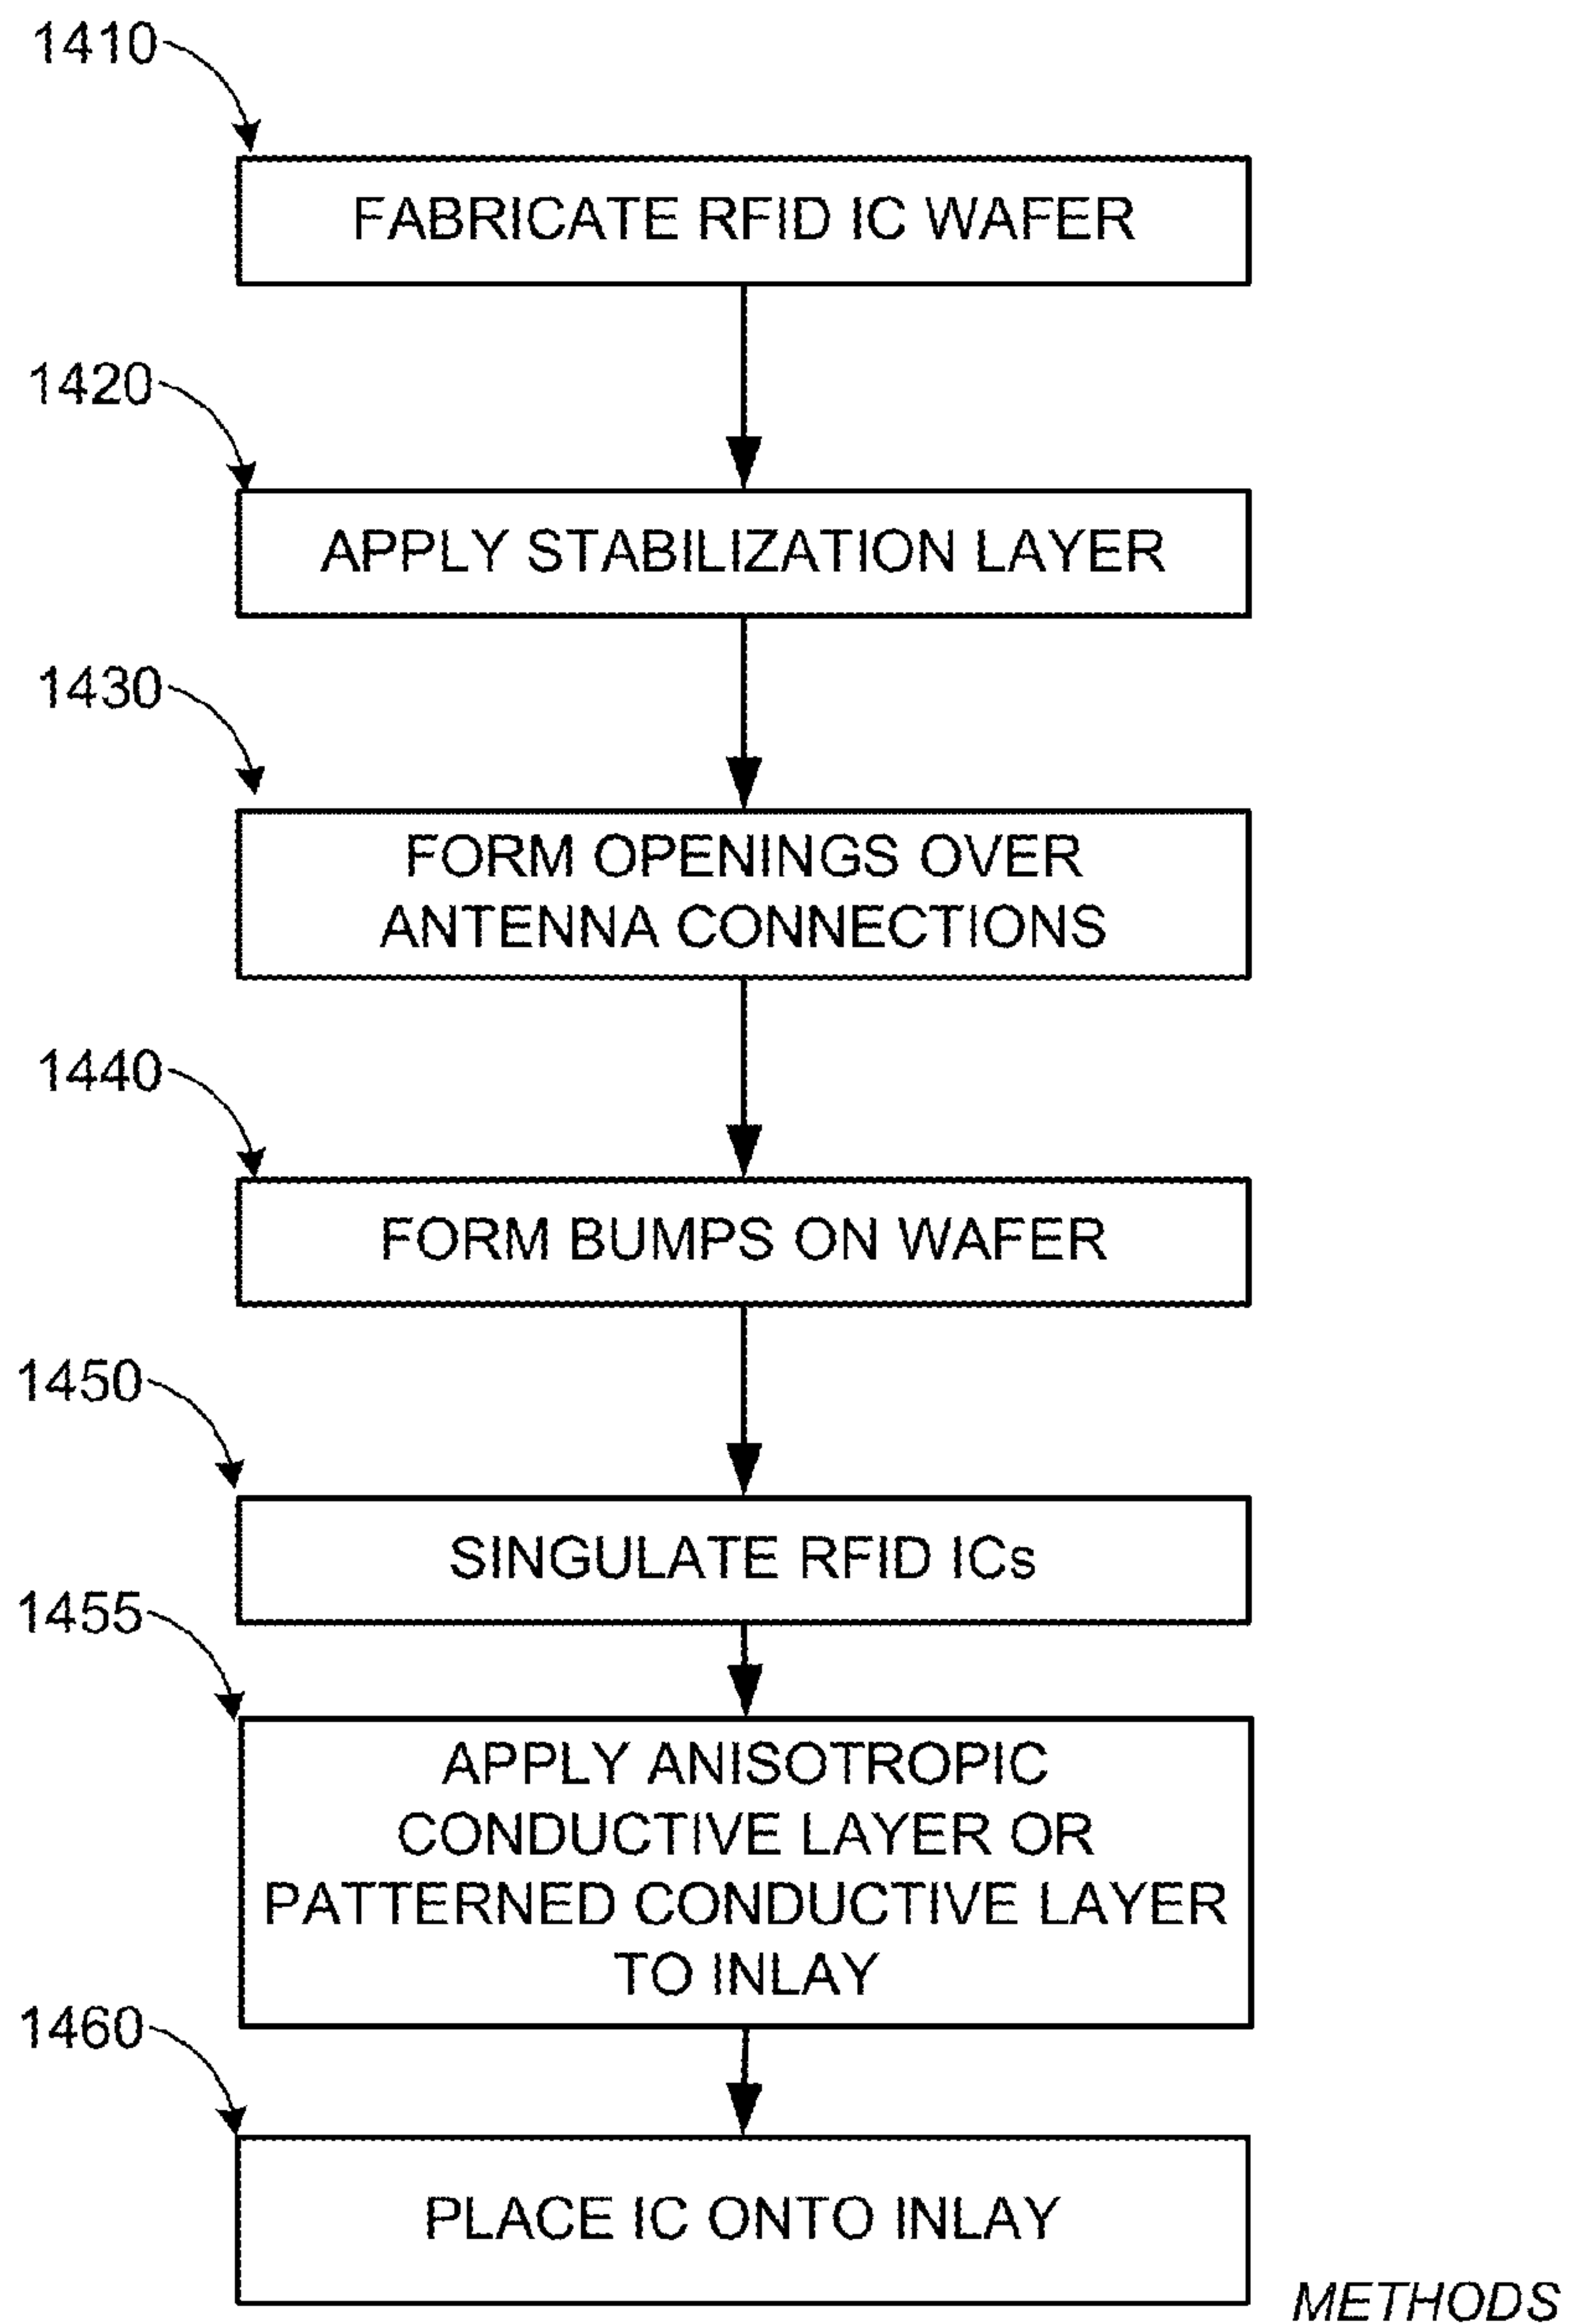 1410
FABRICATE RFID IC WAFER
1420
APPLY STABILIZATION LAYER
1430
FORM OPENINGS OVER
ANTENNA CONNECTIONS
1440
FORM BUMPS ON WAFER
1450
SINGULATE RFID ICs
1455
APPLY ANISOTROPIC
CONDUCTIVE LAYER OR
PATTERNED CONDUCTIVE LAYER
TO INLAY
1460
PLACE IC ONTO INLAY
METHODS